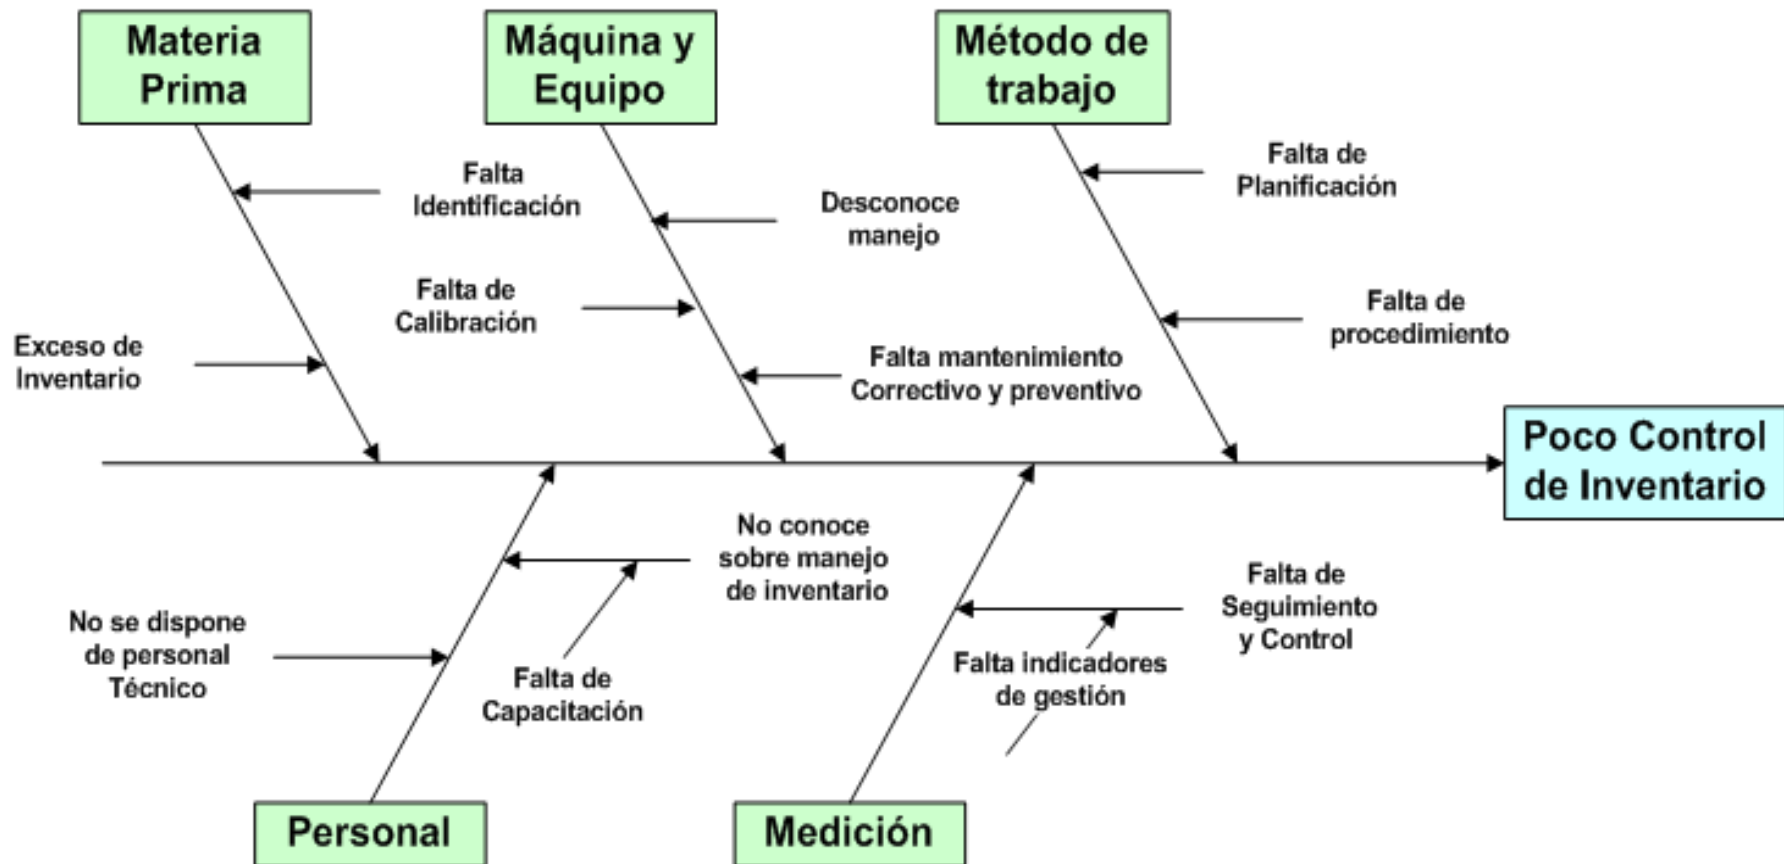 Materia
Prima
Máquina y
Equipo
Método de
trabajo
Falta
Identificación
Exceso de
Inventario
Desconoce
manejo
Falta de
Calibración
Falta mantenimiento
Correctivo y preventivo
Falta de
Planificación
Falta de
procedimiento
Poco Control
de Inventario
No conoce
sobre manejo
de inventario
No se dispone
de personal
Técnico
Falta de
Capacitación
Falta de
Seguimiento
y Control
Falta indicadores
de gestión
Personal
Medición